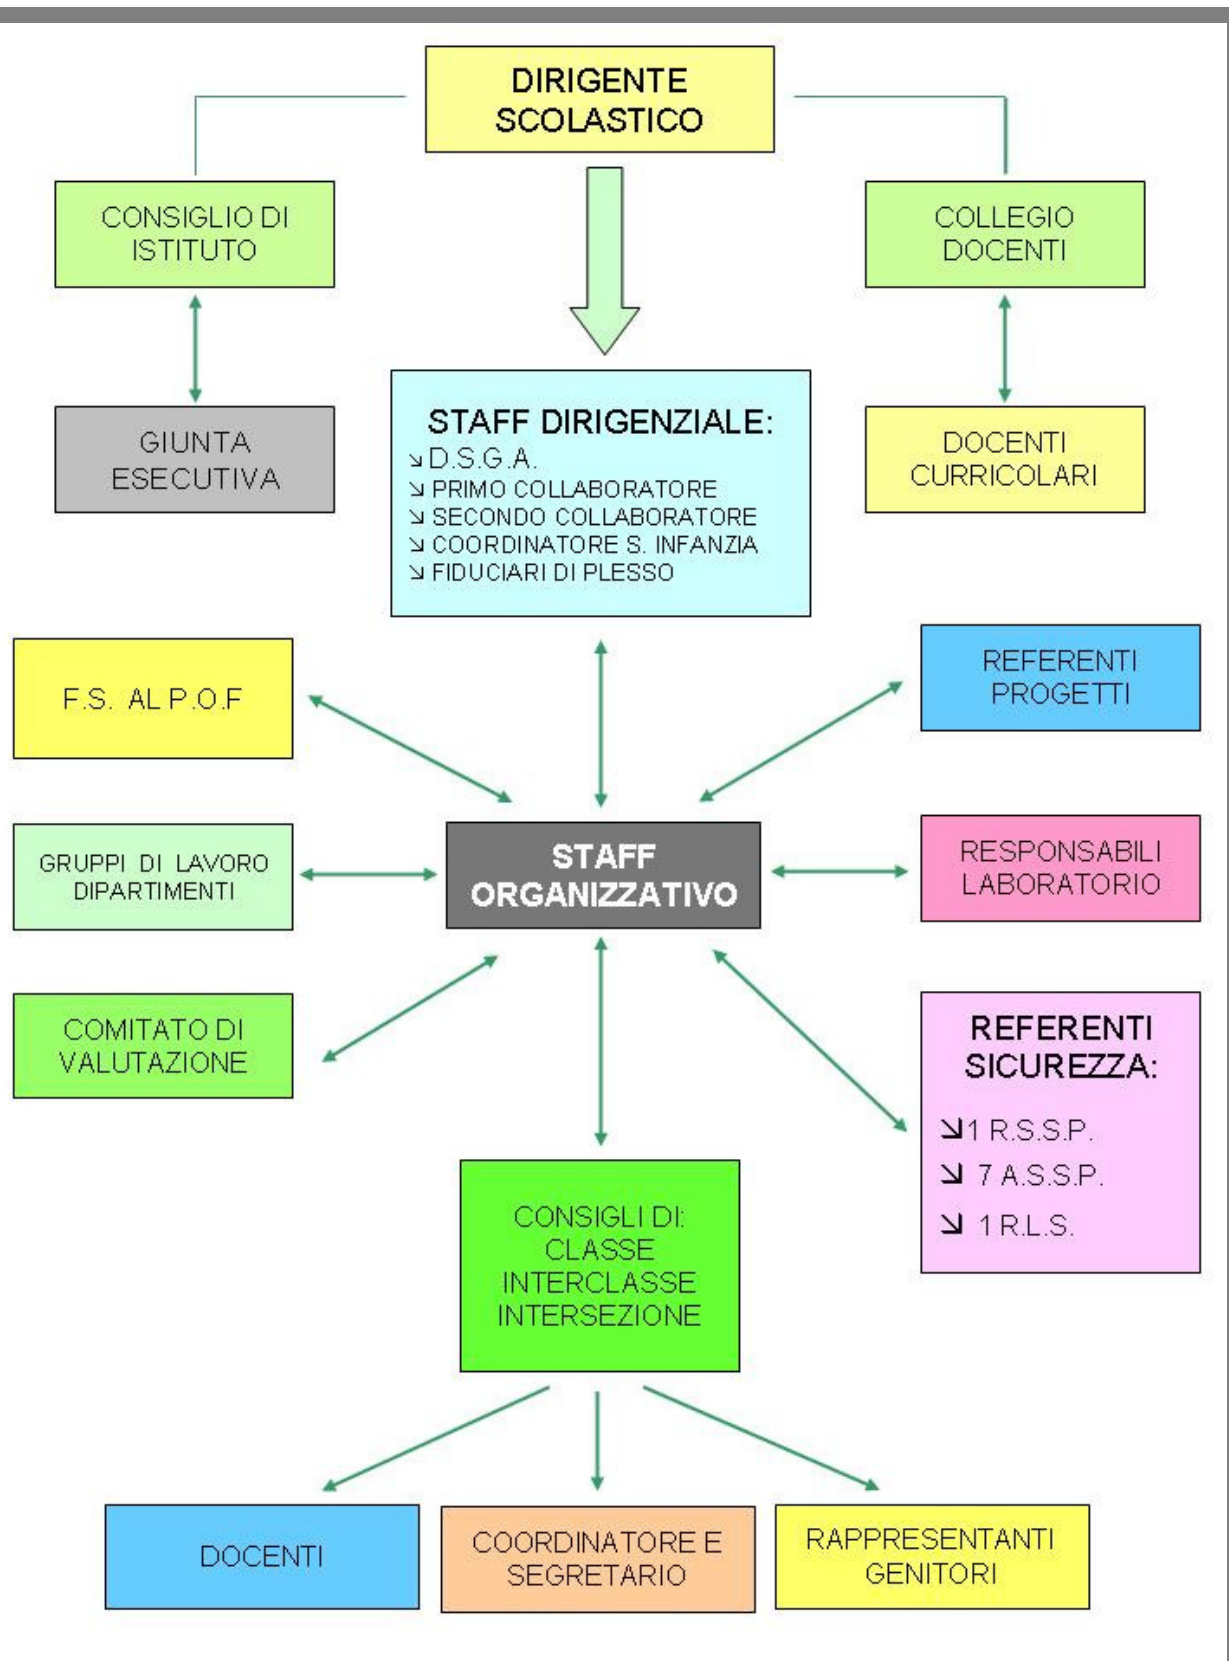 DIRIGENTE
SCOLASTICO
CONSIGLIO DI
ISTITUTO
COLLEGIO
DOCENTI
GIUNTA
ESECUTIVA
STAFF DIRIGENZIALE:
↘ D.S.G.A.
↘ PRIMO COLLABORATORE
↘ SECONDO COLLABORATORE
↘ COORDINATORE S. INFANZIA
↘ FIDUCIARI DI PLESSO
DOCENTI
CURRICOLARI
F.S. AL P.O.F
REFERENTI
PROGETTI
GRUPPI DI LAVORO
DIPARTIMENTI
STAFF
ORGANIZZATIVO
RESPONSABILI
LABORATORIO
COMITATO DI
VALUTAZIONE
REFERENTI
SICUREZZA:
↘1 R.S.S.P.
↘ 7 A.S.S.P.
↘ 1 R.L.S.
CONSIGLI DI:
CLASSE
INTERCLASSE
INTERSEZIONE
DOCENTI
COORDINATORE E
SEGRETARIO
RAPPRESENTANTI
GENITORI